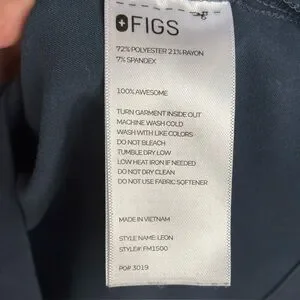 FIGS
72% POLYESTER 21% RAYON
7% SPANDEX
100% AWESOME
TURN GARMENT INSIDE OUT
MACHINE WASH COLD
WASH WITH LIKE COLORS
DO NOT BLEACH
TUMBLE DRY LOW
LOW HEAT IRON IF NEEDED
DO NOT DRY CLEAN
DO NOT USE FABRIC SOFTENER
MADE IN VIETNAM
STYLE NAME: LEON
STYLE#: FM1500
PO# 3019